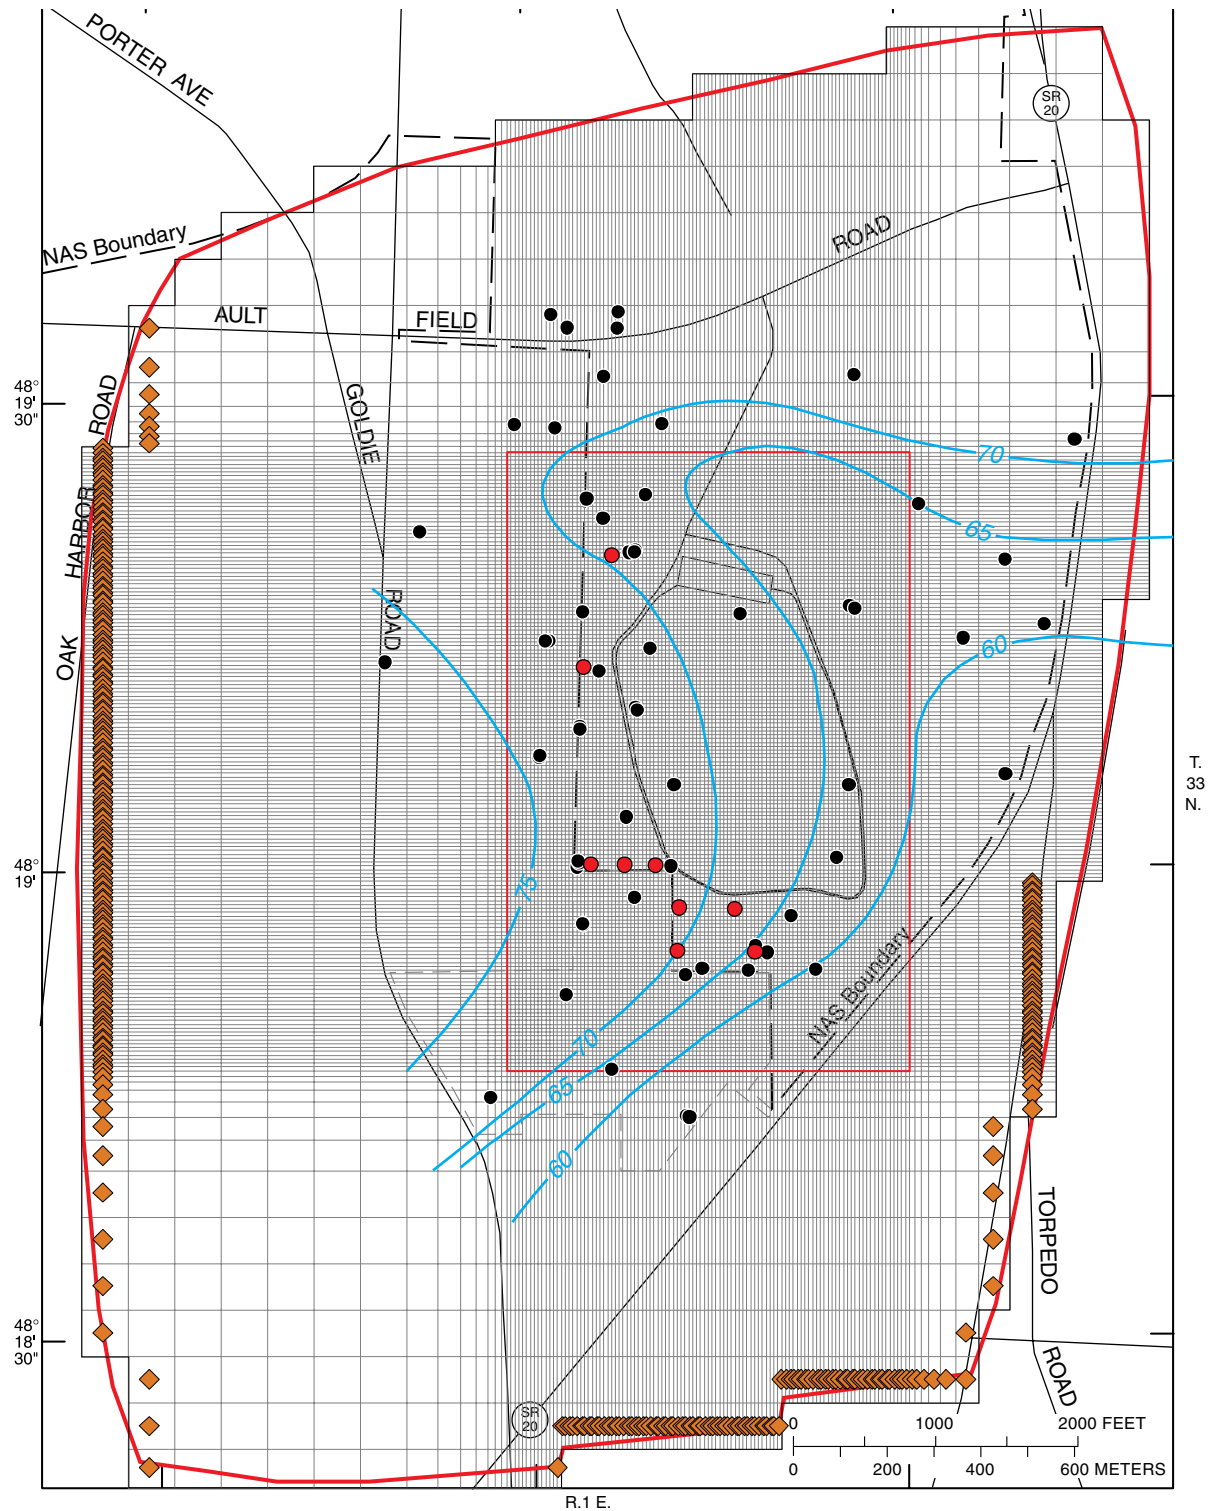 PORTER AVE
SR
20
NAS Boundary
ROAD
AULT
FIELD
48°
19'
30"
ROAD
GOLDIE
70
HARBOR
65
ROAD
OAK
60
T.
33
N.
48°
19'
75
NAS Boundary
70
65
60
TORPEDO
48°
18'
30"
ROAD
SR
20
0 1000 2000 FEET
0 200 400 600 METERS
R.1 E.